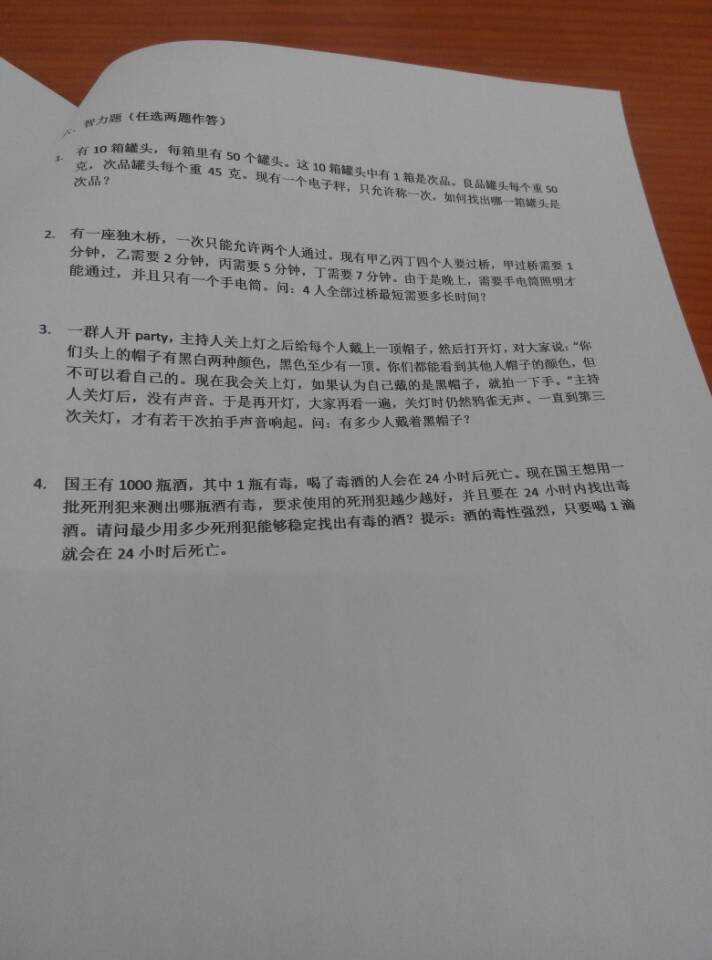 六、智力题（任选两题作答）
1. 有 10 箱罐头，每箱里有 50 个罐头。这 10 箱罐头中有 1 箱是次品。良品罐头每个重 50
克，次品罐头每个重 45 克。现有一个电子秤，只允许称一次，如何找出哪一箱罐头是
次品？
2. 有一座独木桥，一次只能允许两个人通过。现有甲乙丙丁四个人要过桥，甲过桥需要 1
分钟，乙需要 2 分钟，丙需要 5 分钟，丁需要 7 分钟。由于是晚上，需要手电筒照明才
能通过，并且只有一个手电筒。问：4 人全部过桥最短需要多长时间？
3. 一群人开 party，主持人关上灯之后给每个人戴上一顶帽子，然后打开灯，对大家说：“你
们头上的帽子有黑白两种颜色，黑色至少有一顶。你们都能看到其他人帽子的颜色，但
不可以看自己的。现在我会关上灯，如果认为自己戴的是黑帽子，就拍一下手。”主持
人关灯后，没有声音。于是再开灯，大家再看一遍，关灯时仍然鸦雀无声。一直到第三
次关灯，才有若干次拍手声音响起。问：有多少人戴着黑帽子？
4. 国王有 1000 瓶酒，其中 1 瓶有毒，喝了毒酒的人会在 24 小时后死亡。现在国王想用一
批死刑犯来测出哪瓶酒有毒，要求使用的死刑犯越少越好，并且要在 24 小时内找出毒
酒。请问最少用多少死刑犯能够稳定找出有毒的酒？提示：酒的毒性强烈，只要喝 1 滴
就会在 24 小时后死亡。